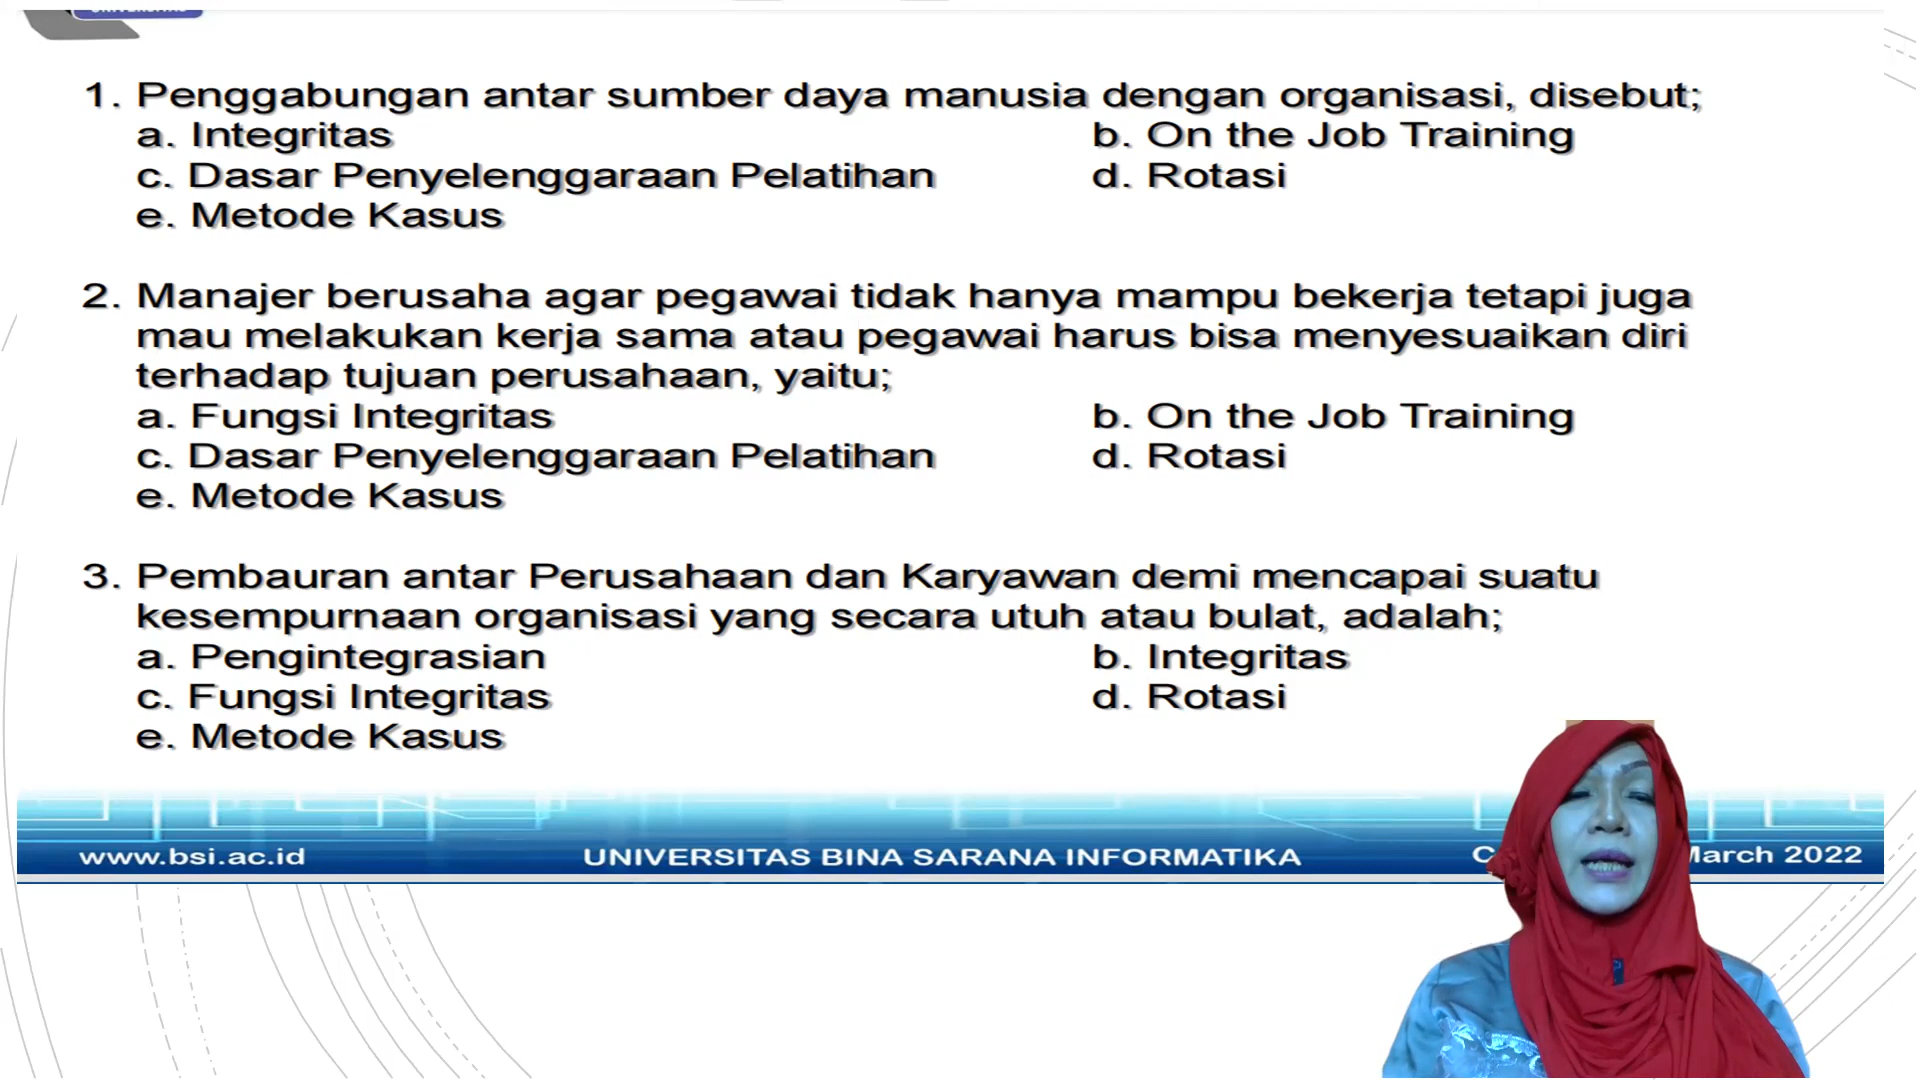 1. Penggabungan antar sumber daya manusia dengan organisasi, disebut;
a. Integritas b. On the Job Training
c. Dasar Penyelenggaraan Pelatihan d. Rotasi
e. Metode Kasus
2. Manajer berusaha agar pegawai tidak hanya mampu bekerja tetapi juga
mau melakukan kerja sama atau pegawai harus bisa menyesuaikan diri
terhadap tujuan perusahaan, yaitu;
a. Fungsi Integritas b. On the Job Training
c. Dasar Penyelenggaraan Pelatihan d. Rotasi
e. Metode Kasus
3. Pembauran antar Perusahaan dan Karyawan demi mencapai suatu
kesempurnaan organisasi yang secara utuh atau bulat, adalah;
a. Pengintegrasian b. Integritas
c. Fungsi Integritas d. Rotasi
e. Metode Kasus
www.bsi.ac.id UNIVERSITAS BINA SARANA INFORMATIKA 2022